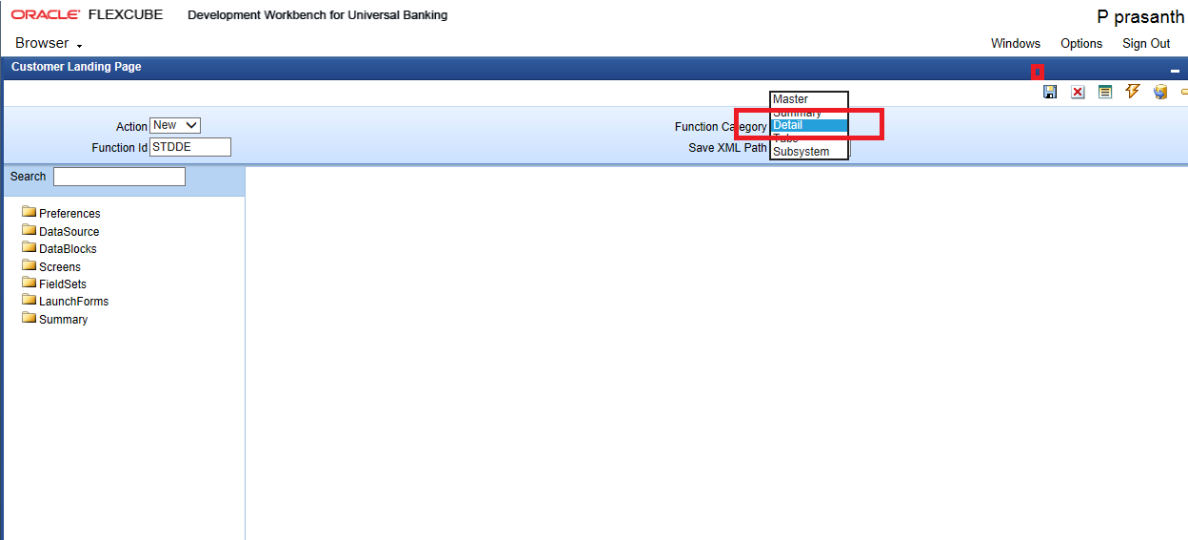 ORACLE FLEXCUBE Development Workbench for Universal Banking
P prasanth
Browser
Windows Options Sign Out
Customer Landing Page
Action New
Function Id STDDE
Function Category
Save XML Path
Master
Summary
Detail
Tabs
Subsystem
Search
Preferences
DataSource
DataBlocks
Screens
FieldSets
LaunchForms
Summary